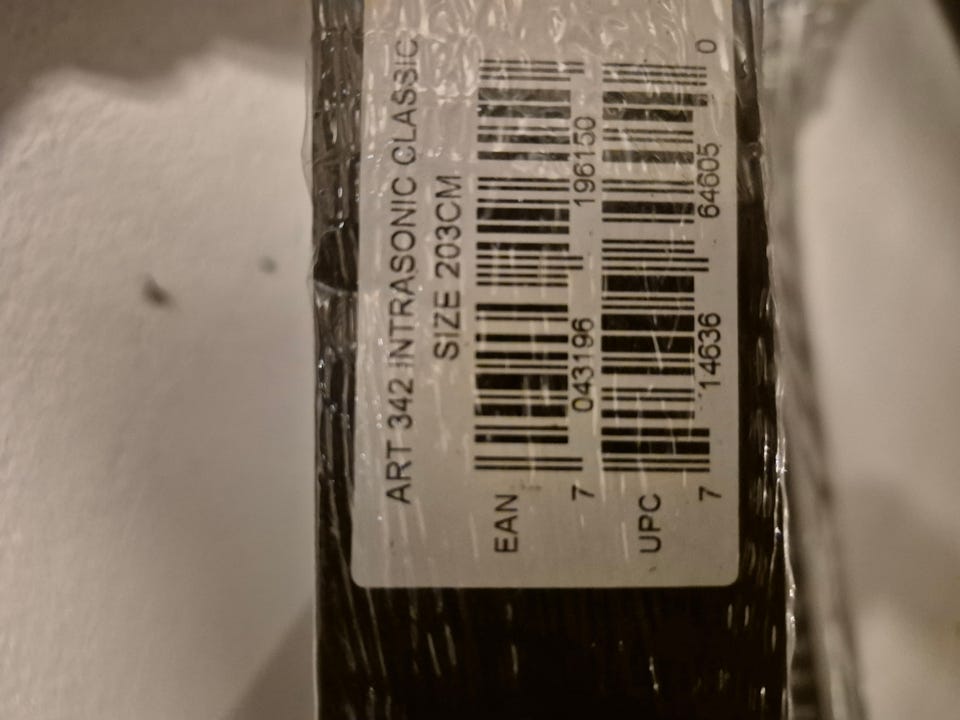 ART 342 INTRASONIC CLASSIC
SIZE 203CM
EAN
7 043196 196150
UPC
7 14636 64605 0